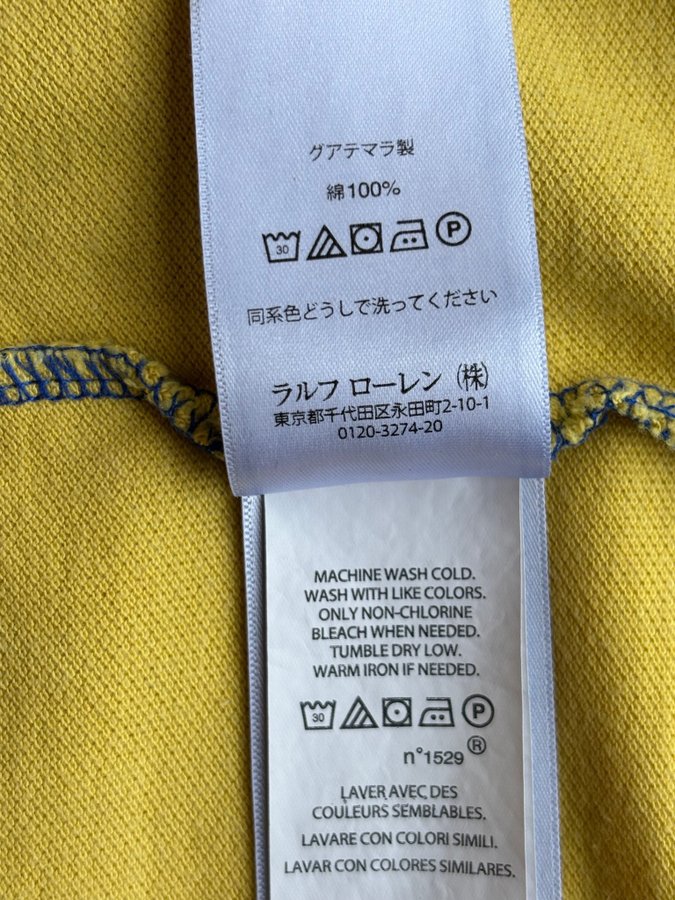 グアテマラ製
綿100%
30 P
同系色どうしで洗ってください
ラルフ ローレン (株)
東京都千代田区永田町2-10-1
0120-3274-20
MACHINE WASH COLD.
WASH WITH LIKE COLORS.
ONLY NON-CHLORINE
BLEACH WHEN NEEDED.
TUMBLE DRY LOW.
WARM IRON IF NEEDED.
30 P
n°1529 ®
LAVER AVEC DES
COULEURS SEMBLABLES.
LAVARE CON COLORI SIMILI.
LAVAR CON COLORES SIMILARES.